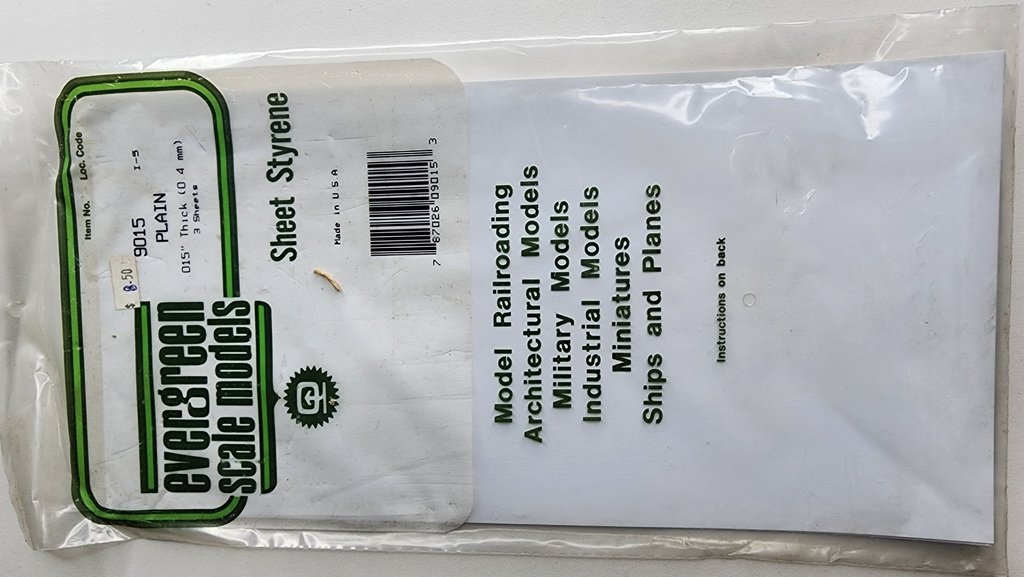 Item No. Loc. Code
9015 I-5
PLAIN
015" Thick (0 4 mm)
3 Sheets
$ 8.50
evergreen
scale models
Sheet Styrene
Made in U S A
7 87026 09015 3
Model Railroading
Architectural Models
Military Models
Industrial Models
Miniatures
Ships and Planes
Instructions on back